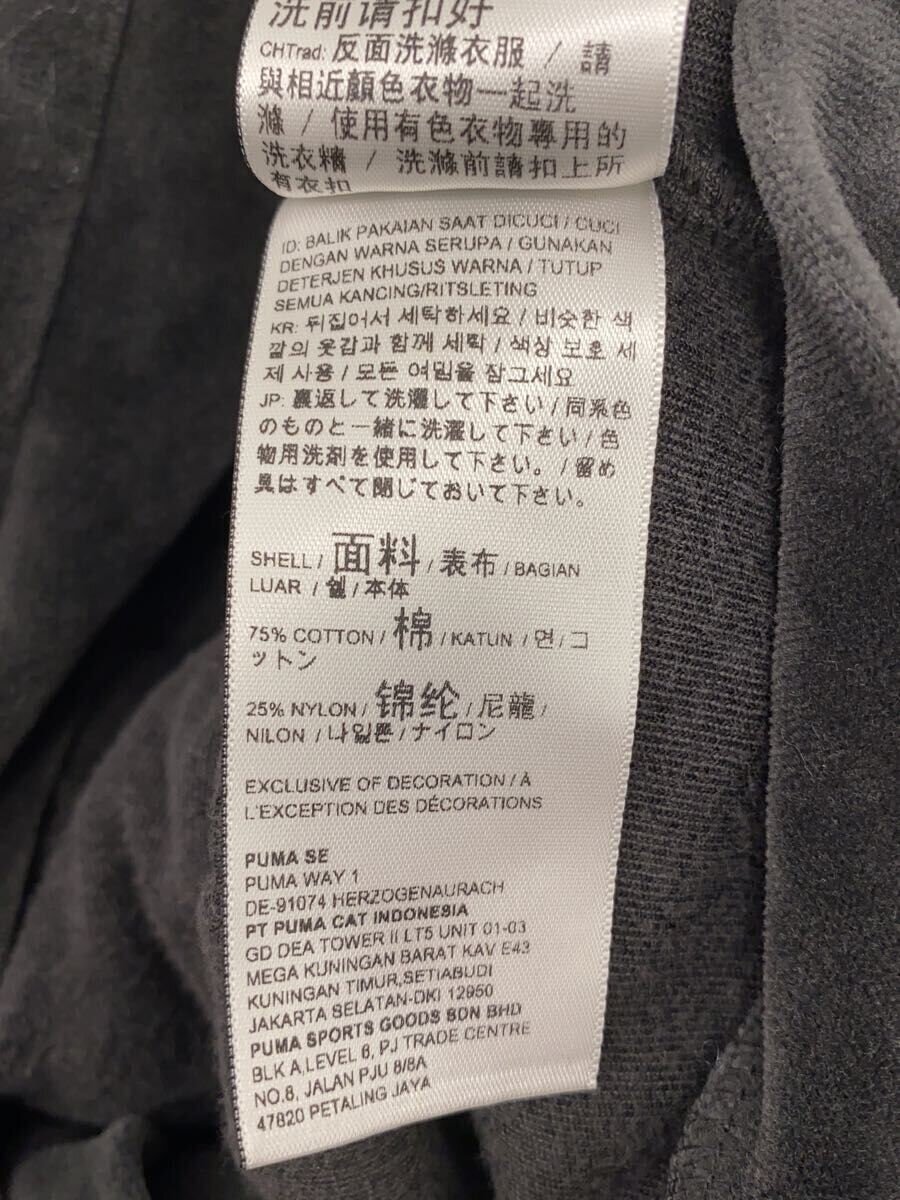 洗前请扣好
CHTrad: 反面洗滌衣服 / 請
與相近顏色衣物一起洗
滌 / 使用有色衣物專用的
洗衣精 / 洗滌前請扣上所
有衣扣
ID: BALIK PAKAIAN SAAT DICUCI / CUCI
DENGAN WARNA SERUPA / GUNAKAN
DETERJEN KHUSUS WARNA / TUTUP
SEMUA KANCING/RITSLETING
KR: 뒤집어서 세탁하세요 / 비슷한 색
깔의 옷감과 함께 세탁 / 색상 보호 세
제 사용 / 모든 여밈을 잠그세요
JP: 裏返して洗濯して下さい / 同系色
のものと一緒に洗濯して下さい / 色
物用洗剤を使用して下さい。 / 留め
具はすべて閉じておいて下さい。
SHELL / 面料 / 表布 / BAGIAN
LUAR / 쉘 / 本体
75% COTTON / 棉 / KATUN / 면 / コ
ットン
25% NYLON / 锦纶 / 尼龍 /
NILON / 나일론 / ナイロン
EXCLUSIVE OF DECORATION / À
L'EXCEPTION DES DÉCORATIONS
PUMA SE
PUMA WAY 1
DE-91074 HERZOGENAURACH
PT PUMA CAT INDONESIA
GD DEA TOWER II LT5 UNIT 01-03
MEGA KUNINGAN BARAT KAV E43
KUNINGAN TIMUR,SETIABUDI
JAKARTA SELATAN-DKI 12950
PUMA SPORTS GOODS SDN BHD
BLK A,LEVEL 6, PJ TRADE CENTRE
NO.8, JALAN PJU 8/8A
47820 PETALING JAYA